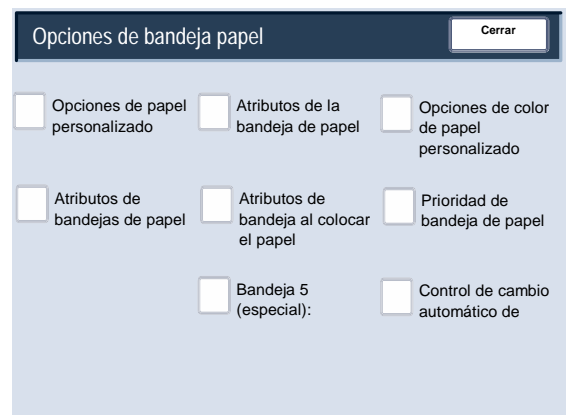 Opciones de bandeja papel
Cerrar
Opciones de papel
personalizado
Atributos de la
bandeja de papel
Opciones de color
de papel
personalizado
Atributos de
bandejas de papel
Atributos de
bandeja al colocar
el papel
Prioridad de
bandeja de papel
Bandeja 5
(especial):
Control de cambio
automático de